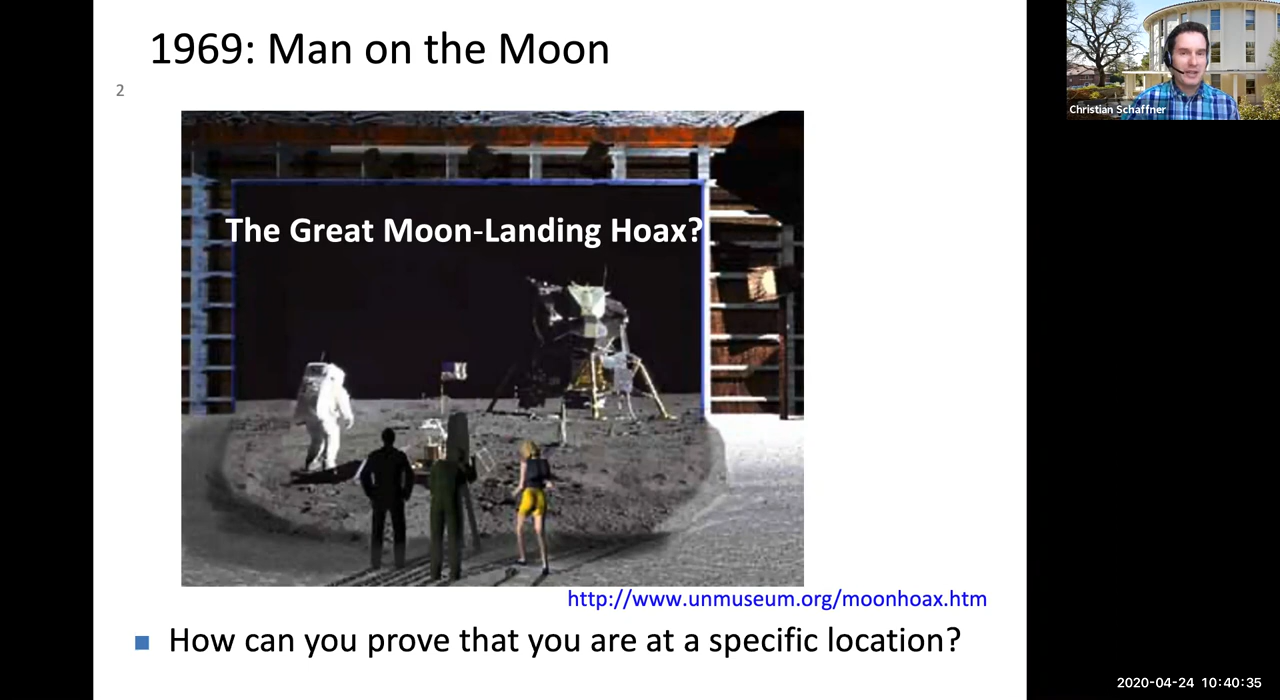 1969: Man on the Moon
2
The Great Moon-Landing Hoax?
http://www.unmuseum.org/moonhoax.htm
■ How can you prove that you are at a specific location?
Christian Schaffner
2020-04-24 10:40:35